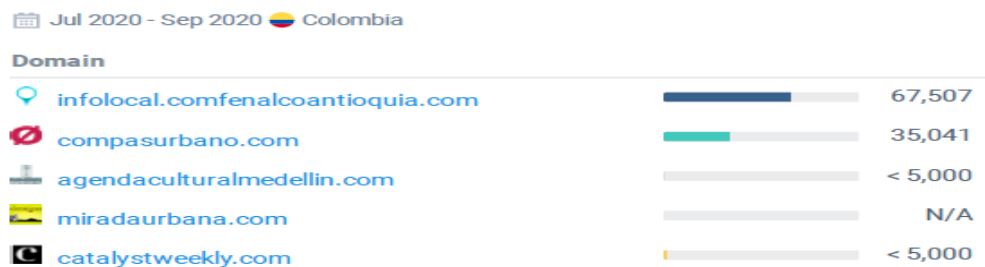 Jul 2020 - Sep 2020 Colombia
Domain
infolocal.comfenalcoantioquia.com 67,507
compasurbano.com 35,041
agendaculturalmedellin.com < 5,000
miradaurbana.com N/A
catalystweekly.com < 5,000